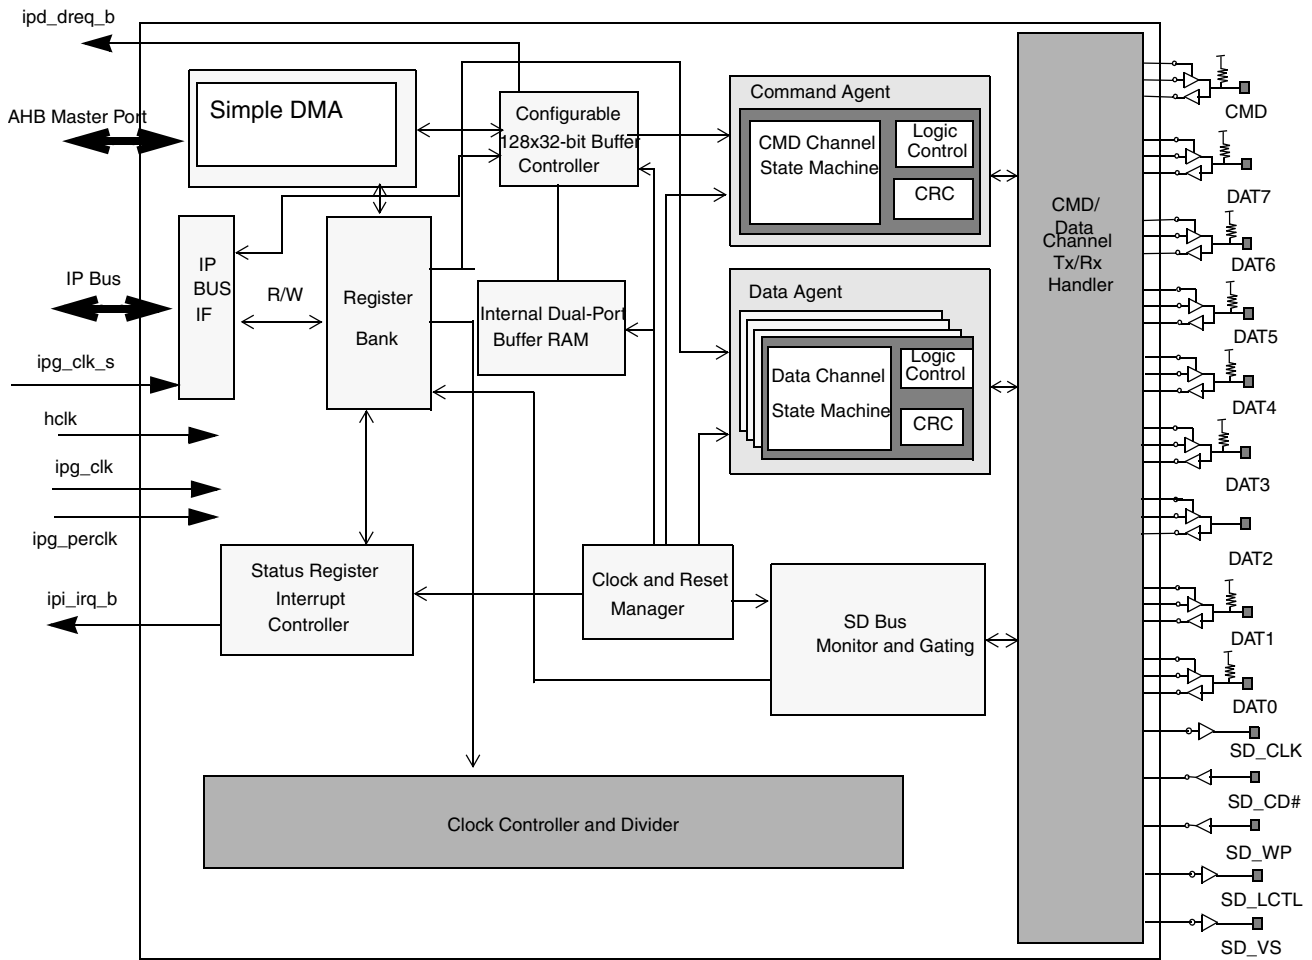 ipd_dreq_b
AHB Master Port
Simple DMA
Configurable
128x32-bit Buffer
Controller
Command Agent
CMD Channel
State Machine
Logic
Control
CRC
IP
BUS
IF
IP Bus
R/W
Register
Bank
Internal Dual-Port
Buffer RAM
Data Agent
Data Channel
State Machine
Logic
Control
CRC
CMD/
Data
Channel
Tx/Rx
Handler
ipg_clk_s
hclk
ipg_clk
ipg_perclk
ipi_irq_b
Status Register
Interrupt
Controller
Clock and Reset
Manager
SD Bus
Monitor and Gating
Clock Controller and Divider
CMD
DAT7
DAT6
DAT5
DAT4
DAT3
DAT2
DAT1
DAT0
SD_CLK
SD_CD#
SD_WP
SD_LCTL
SD_VS